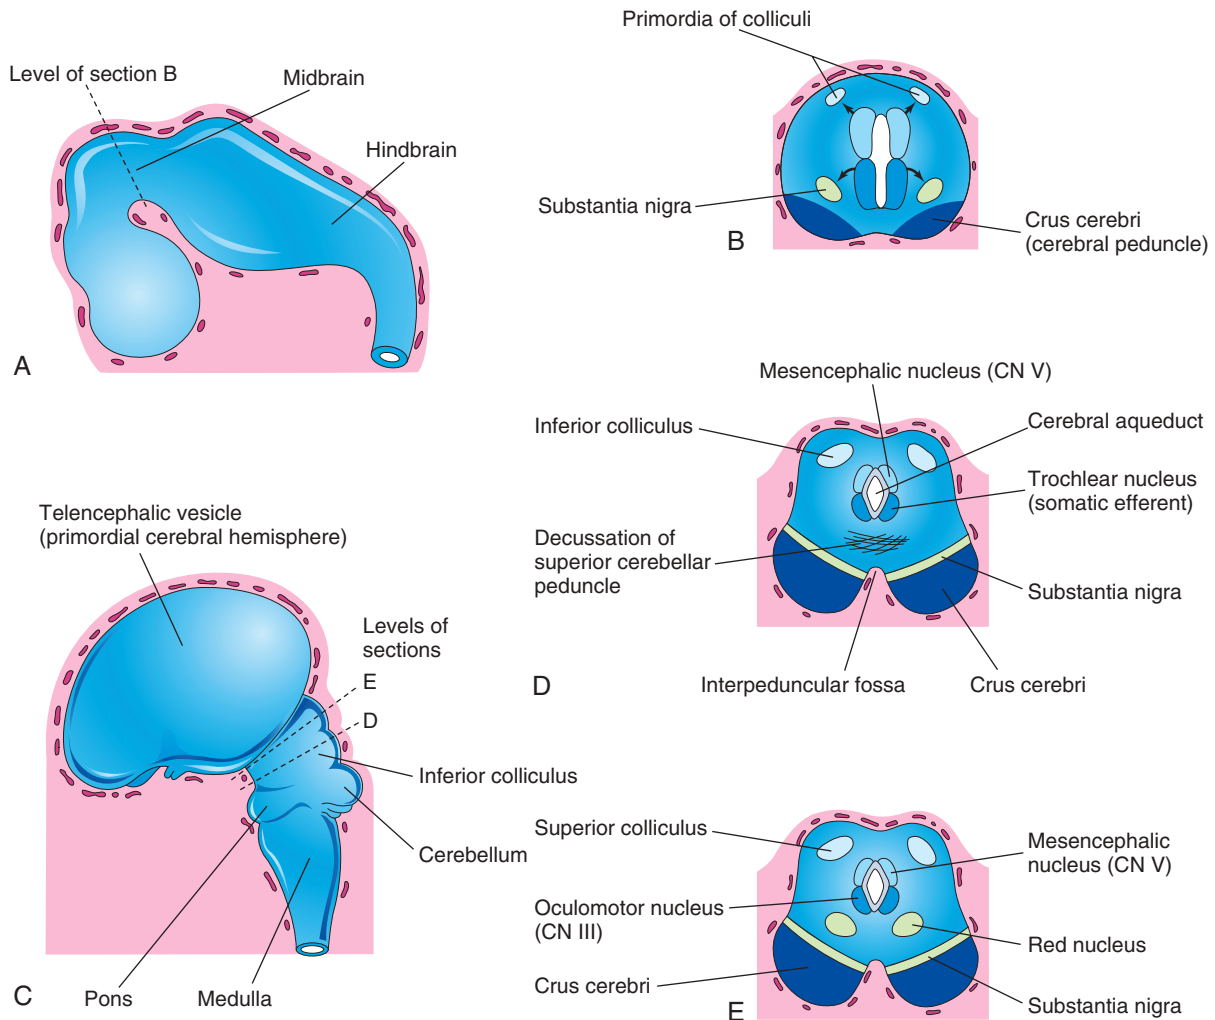 Level of section B
Midbrain
Hindbrain
A
Primordia of colliculi
Substantia nigra
Crus cerebri
(cerebral peduncle)
B
Telencephalic vesicle
(primordial cerebral hemisphere)
Levels of
sections
E
D
Inferior colliculus
Cerebellum
Pons
Medulla
C
Mesencephalic nucleus (CN V)
Inferior colliculus
Cerebral aqueduct
Trochlear nucleus
(somatic efferent)
Decussation of
superior cerebellar
peduncle
Substantia nigra
Interpeduncular fossa
Crus cerebri
D
Superior colliculus
Mesencephalic
nucleus (CN V)
Oculomotor nucleus
(CN III)
Red nucleus
Crus cerebri
Substantia nigra
E